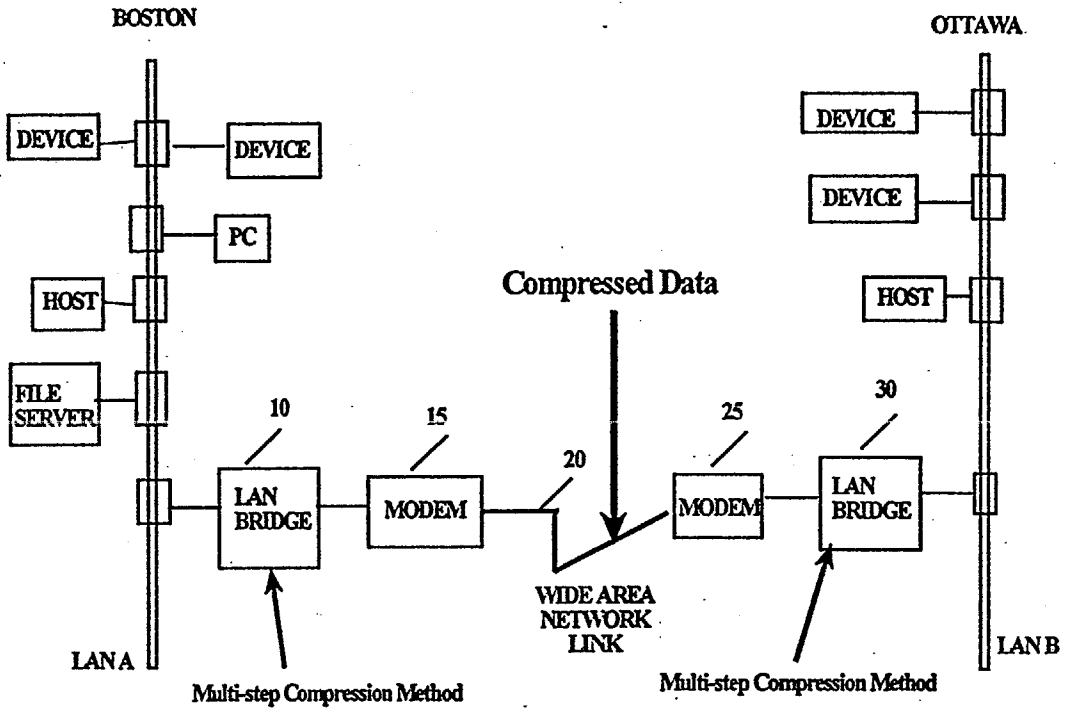 BOSTON
OTTAWA
DEVICE
DEVICE
DEVICE
DEVICE
PC
Compressed Data
HOST
HOST
FILE
SERVER
10
15
20
25
30
LAN
BRIDGE
MODEM
MODEM
LAN
BRIDGE
WIDE AREA
NETWORK
LINK
LAN A
LAN B
Multi-step Compression Method
Multi-step Compression Method